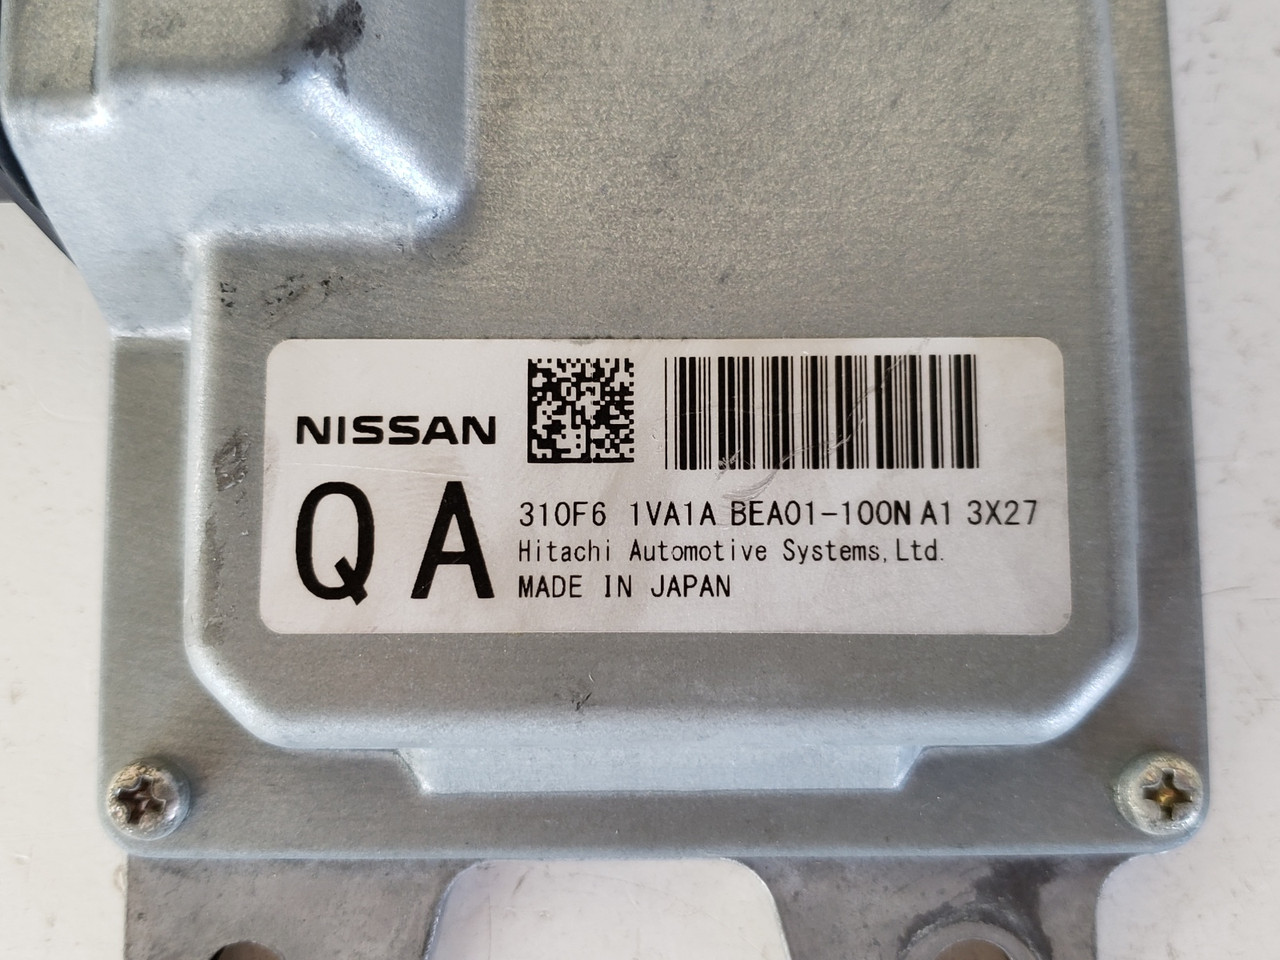 NISSAN
QA
310F6 1VA1A BEA01-100N A1 3X27
Hitachi Automotive Systems, Ltd.
MADE IN JAPAN